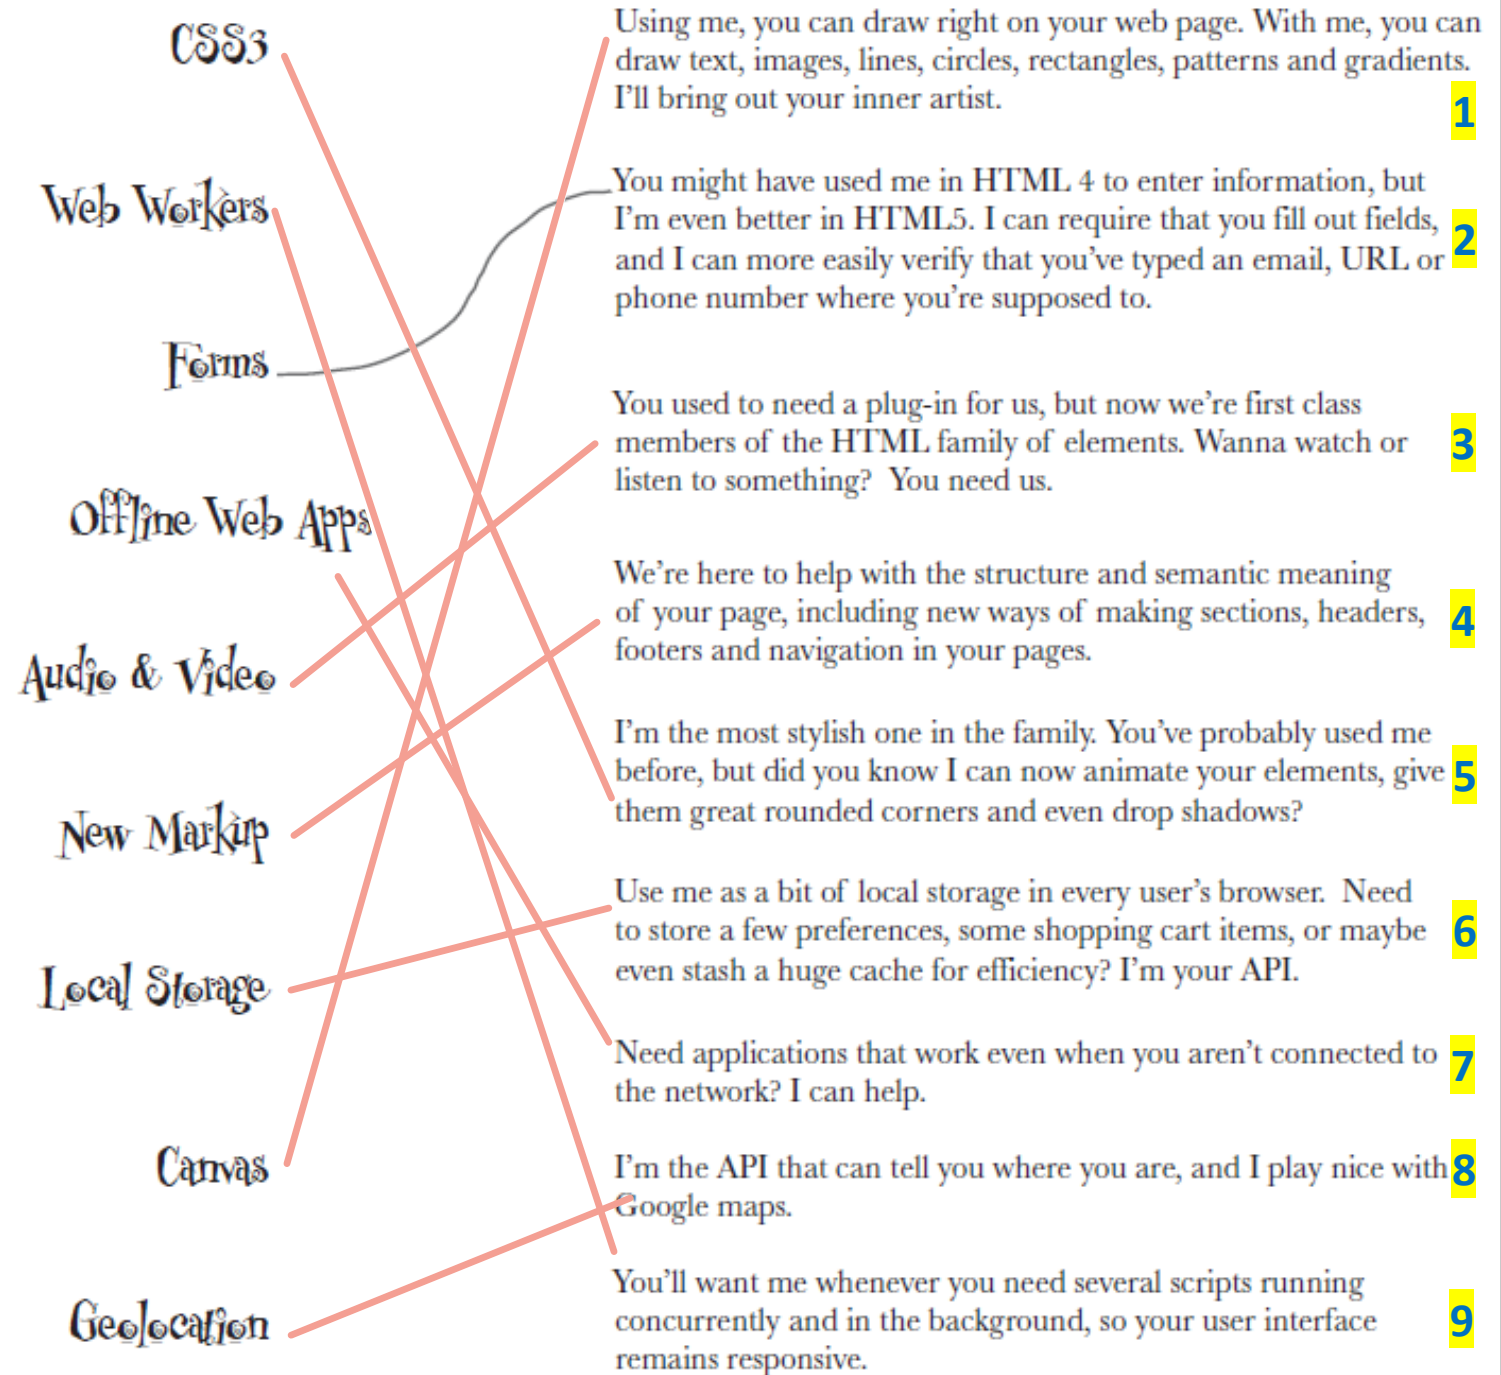 CSS3
Web Workers
Forms
Offline Web Apps
Audio & Video
New Markup
Local Storage
Canvas
Geolocation
Using me, you can draw right on your web page. With me, you can
draw text, images, lines, circles, rectangles, patterns and gradients.
I'll bring out your inner artist.
1
You might have used me in HTML 4 to enter information, but
I'm even better in HTML5. I can require that you fill out fields,
and I can more easily verify that you've typed an email, URL or
phone number where you're supposed to.
2
You used to need a plug-in for us, but now we're first class
members of the HTML family of elements. Wanna watch or
listen to something? You need us.
3
We're here to help with the structure and semantic meaning
of your page, including new ways of making sections, headers,
footers and navigation in your pages.
4
I'm the most stylish one in the family. You've probably used me
before, but did you know I can now animate your elements, give
them great rounded corners and even drop shadows?
5
Use me as a bit of local storage in every user's browser. Need
to store a few preferences, some shopping cart items, or maybe
even stash a huge cache for efficiency? I'm your API.
6
Need applications that work even when you aren't connected to
the network? I can help.
7
I'm the API that can tell you where you are, and I play nice with
Google maps.
8
You'll want me whenever you need several scripts running
concurrently and in the background, so your user interface
remains responsive.
9